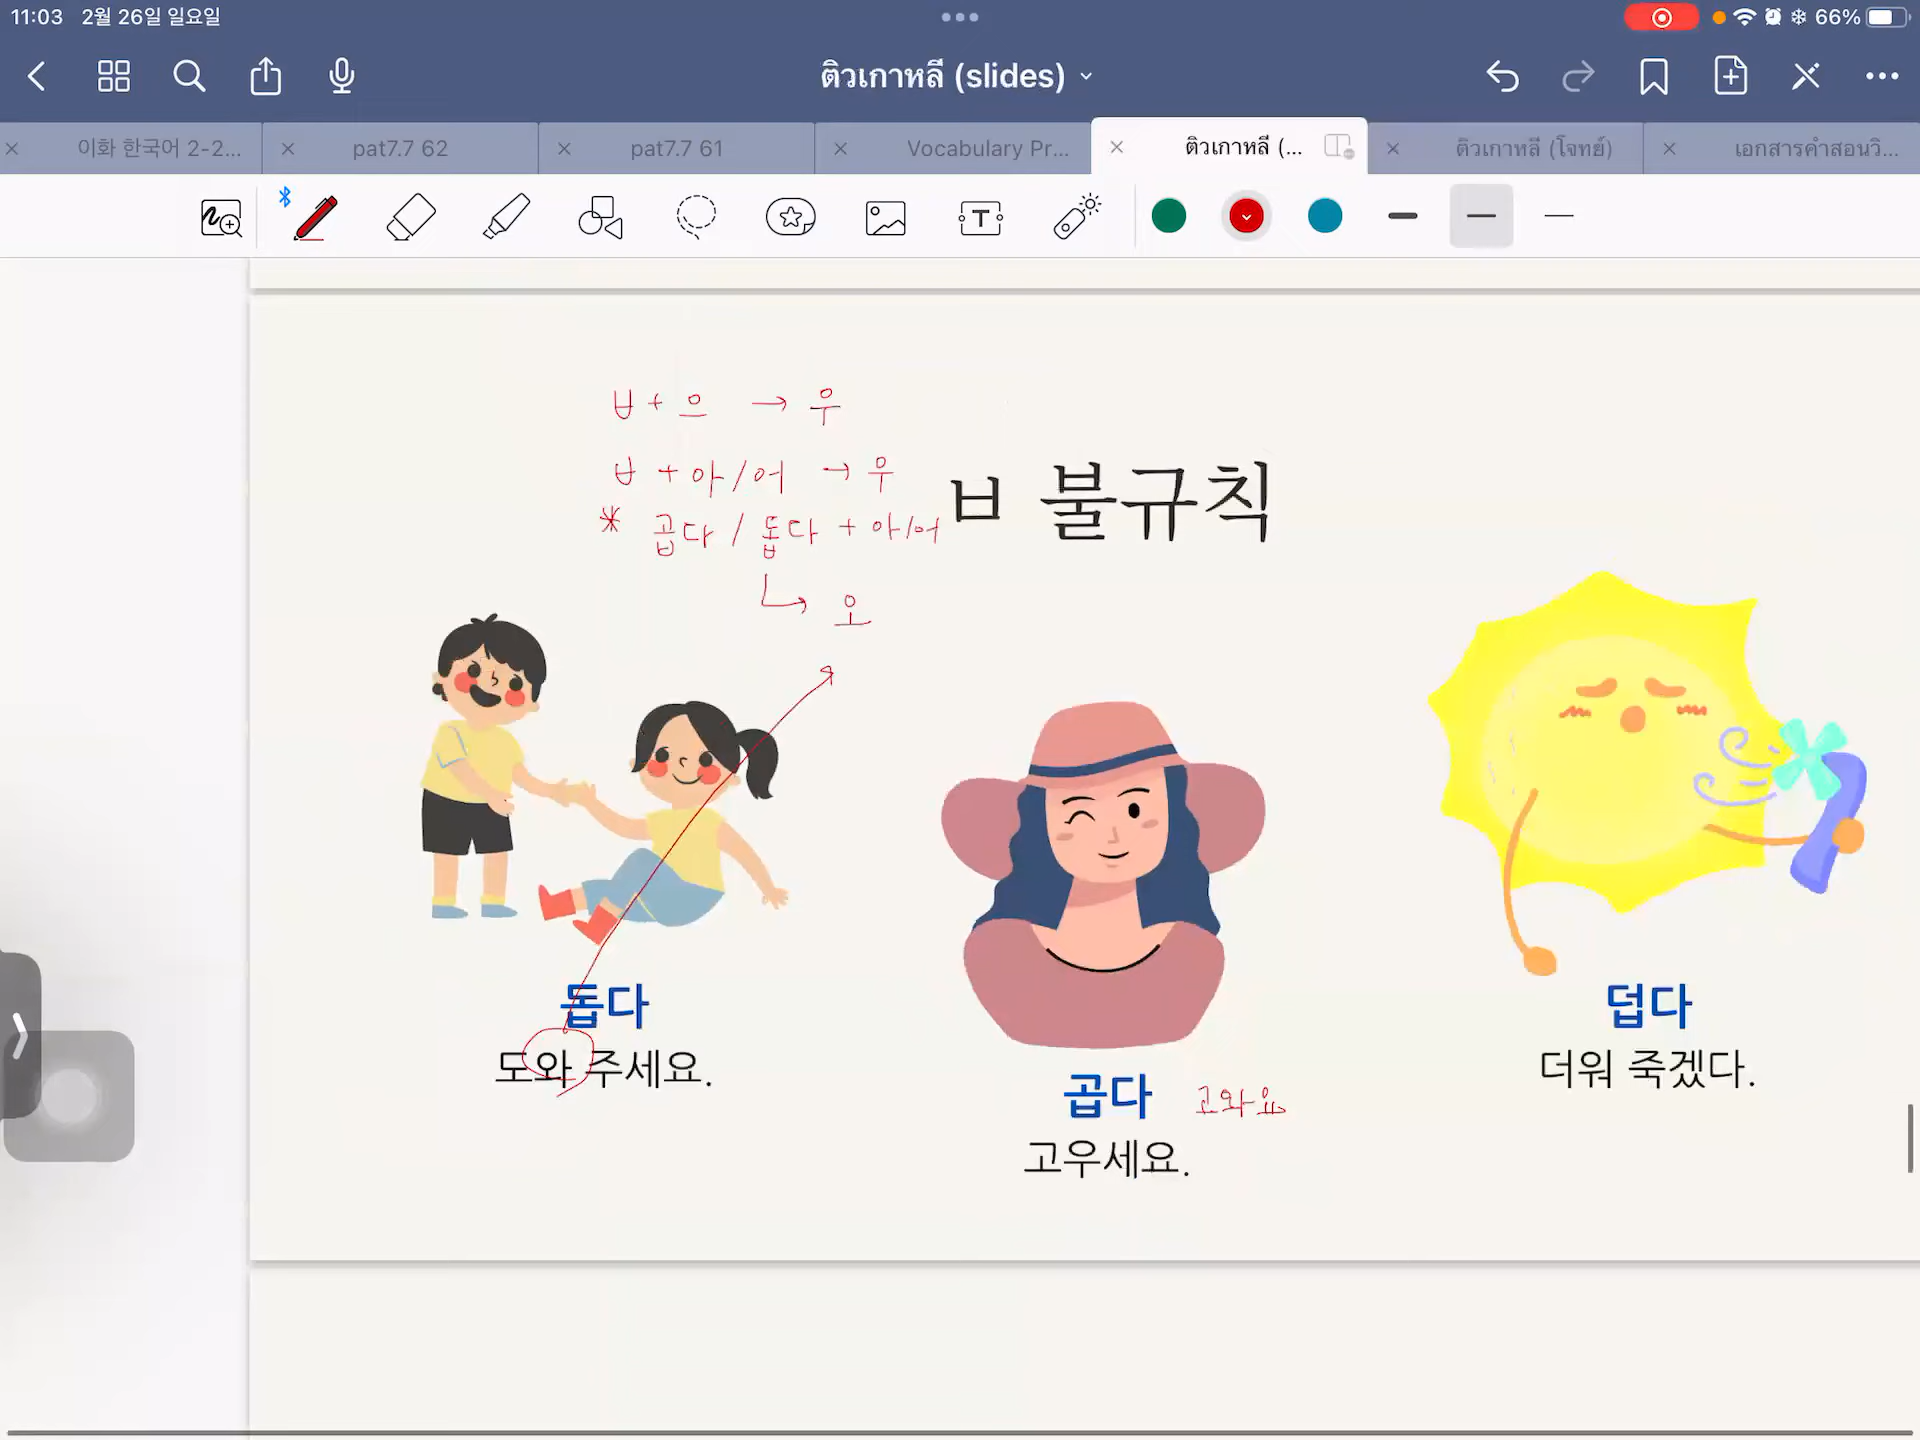 11:03 2월 26일 일요일
66%
ติวเกาหลี (slides)
이화 한국어 2-2...
pat7.7 62
pat7.7 61
Vocabulary Pr...
ติวเกาหลี (...
ติวเกาหลี (โจทย์)
เอกสารคำสอนวิ...
ㅂ + 으 → 우
ㅂ + 아/어 → 우
* 곱다 / 돕다 + 아/어
오
ㅂ 불규칙
돕다
도와 주세요.
곱다 고와요
고우세요.
덥다
더워 죽겠다.